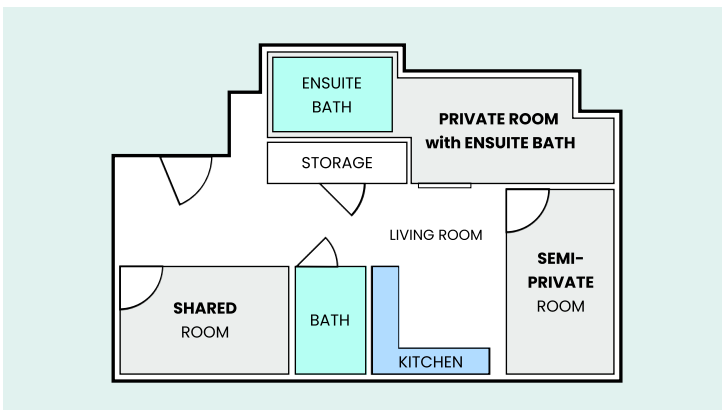 ENSUITE
BATH
PRIVATE ROOM
with ENSUITE BATH
STORAGE
LIVING ROOM
SEMI-
PRIVATE
ROOM
SHARED
ROOM
BATH
KITCHEN